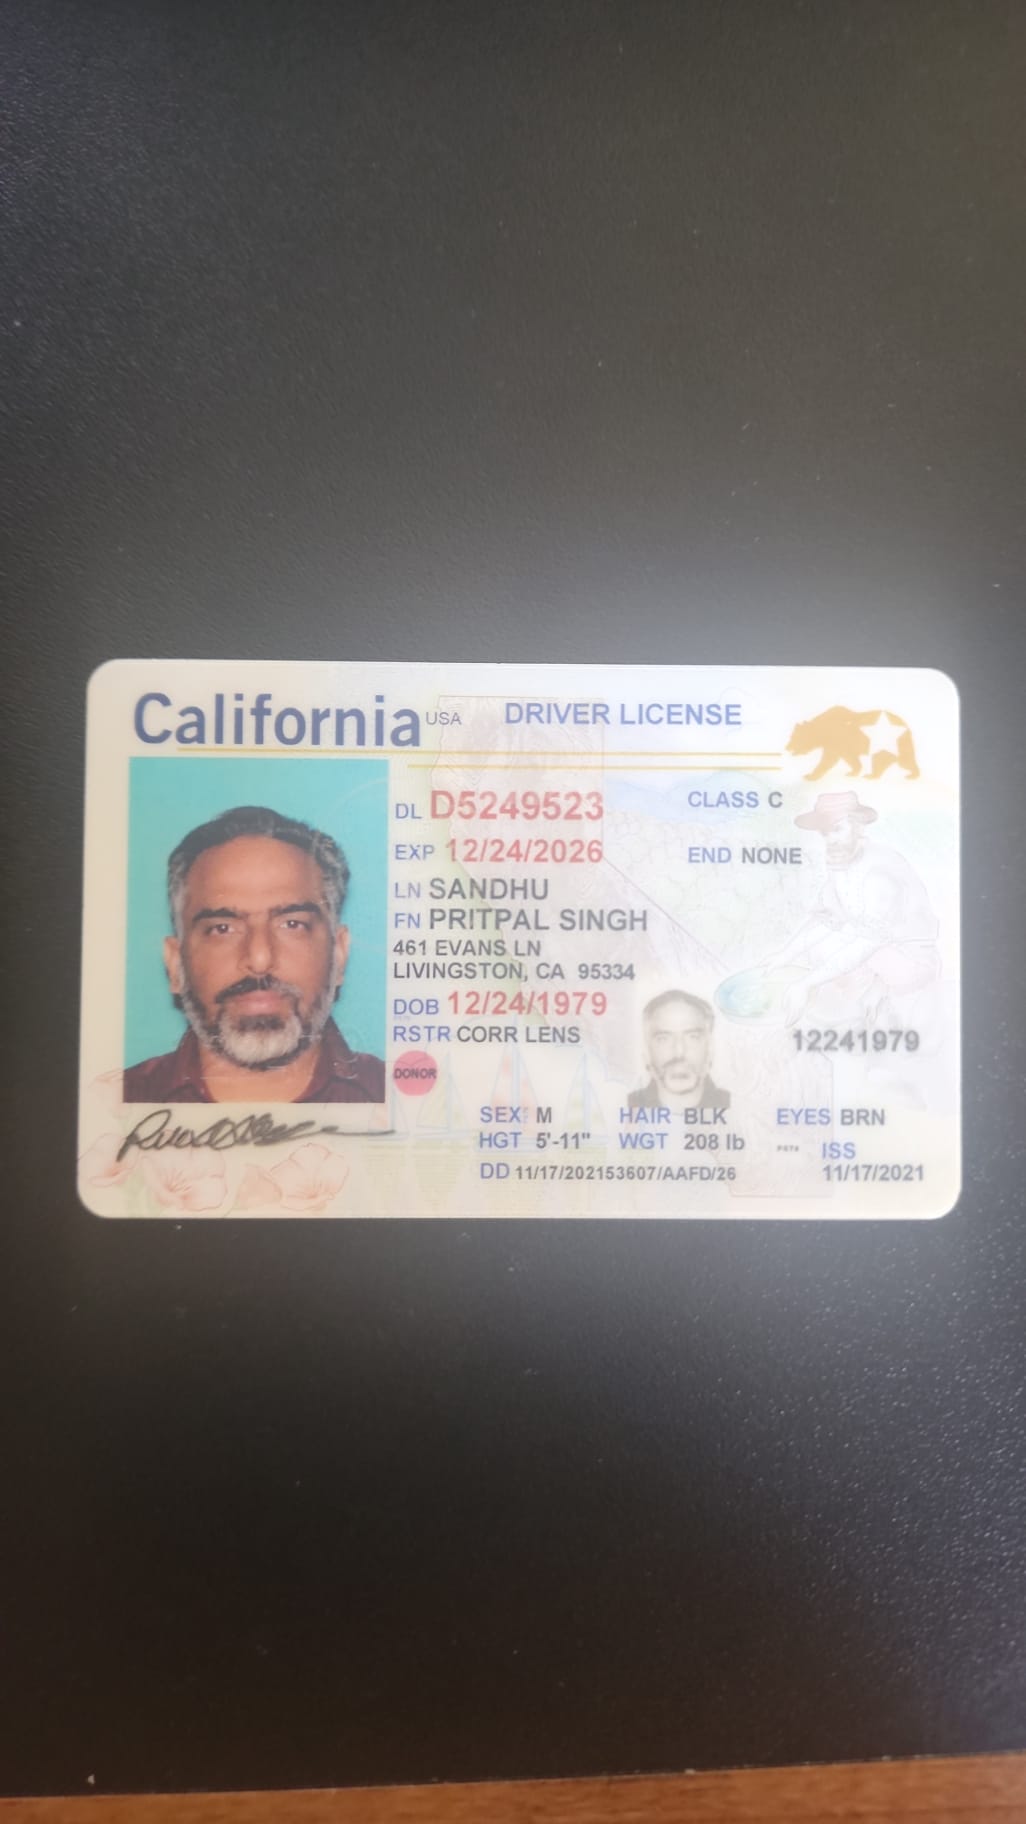 California USA DRIVER LICENSE
DL D5249523 CLASS C
EXP 12/24/2026 END NONE
LN SANDHU
FN PRITPAL SINGH
461 EVANS LN
LIVINGSTON, CA 95334
DOB 12/24/1979
RSTR CORR LENS 12241979
DONOR
SEX M HAIR BLK EYES BRN
HGT 5'-11" WGT 208 lb ISS
DD 11/17/202153607/AAFD/26 11/17/2021